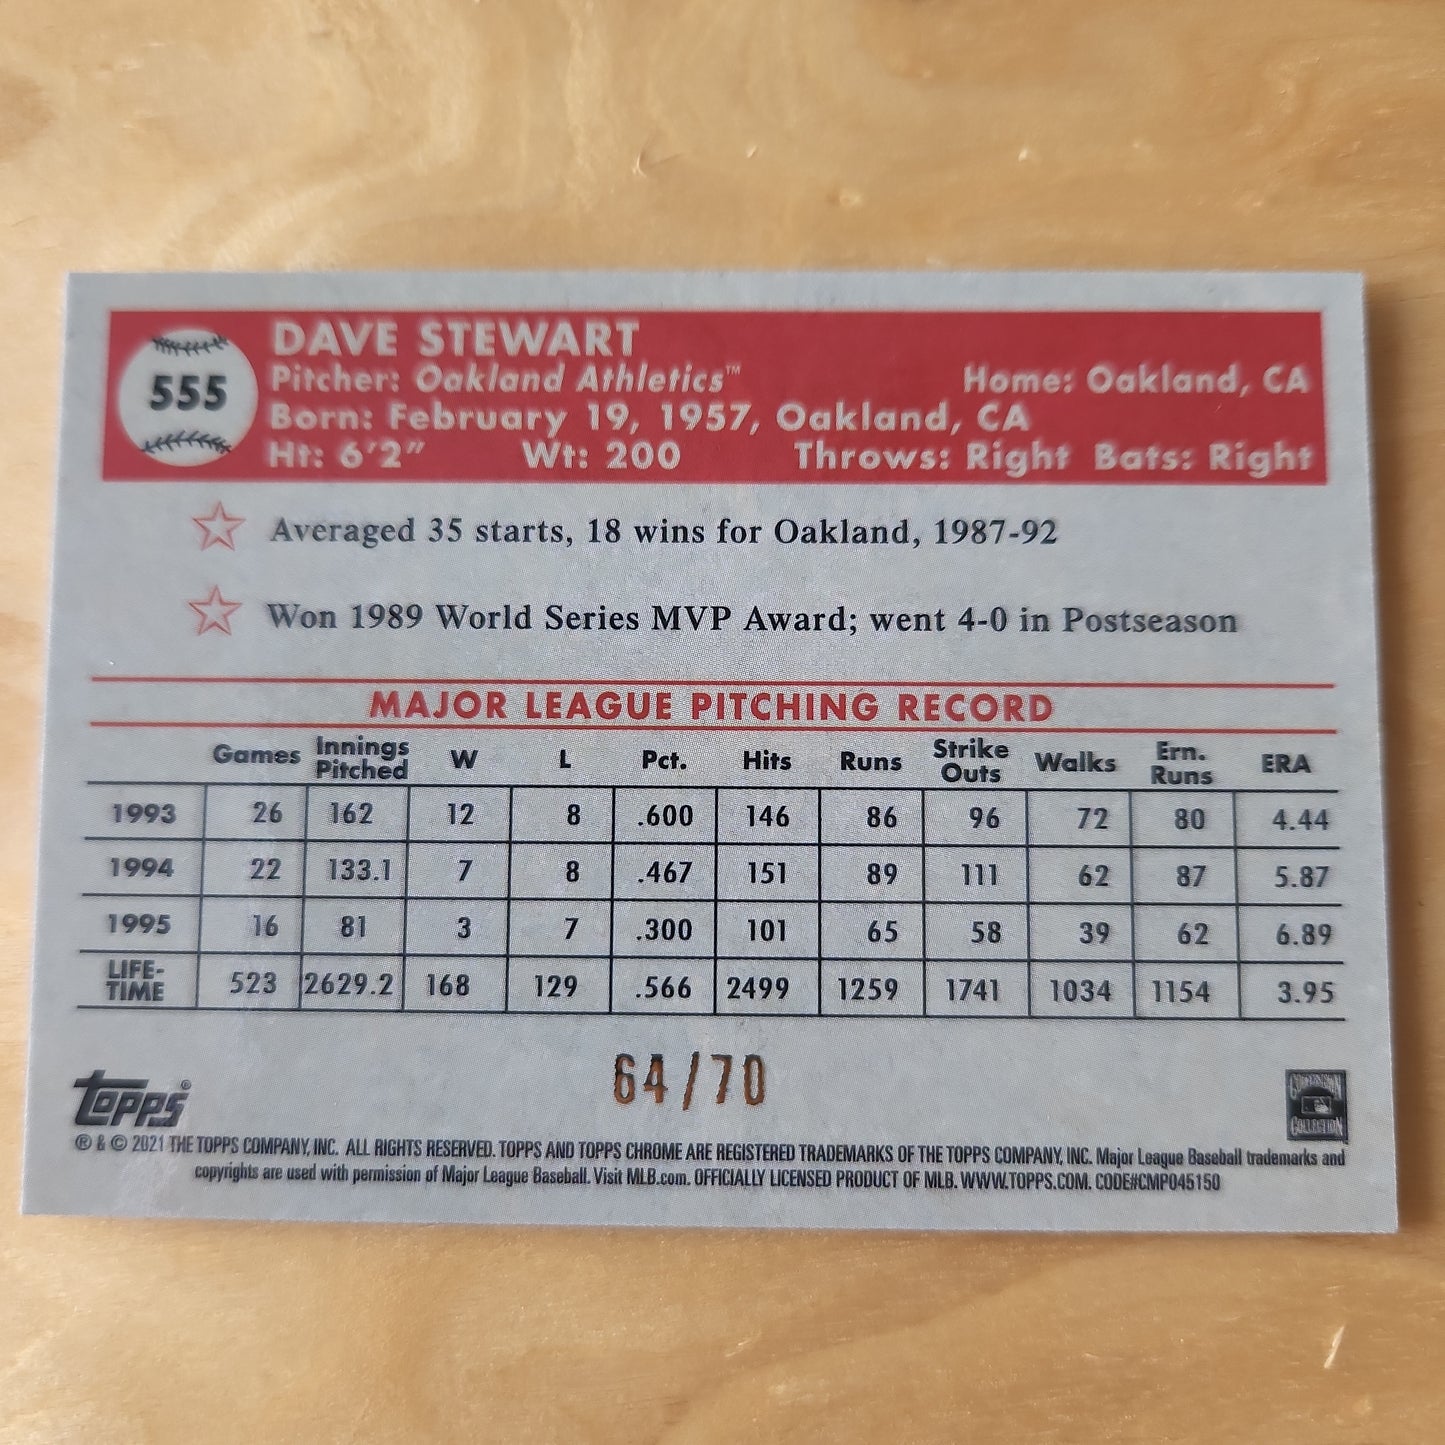 555
DAVE STEWART
Pitcher: Oakland Athletics™ Home: Oakland, CA
Born: February 19, 1957, Oakland, CA
Ht: 6'2" Wt: 200 Throws: Right Bats: Right
Averaged 35 starts, 18 wins for Oakland, 1987-92
Won 1989 World Series MVP Award; went 4-0 in Postseason
MAJOR LEAGUE PITCHING RECORD
Games Innings Pitched W L Pct. Hits Runs Strike Outs Walks Ern. Runs ERA
1993 26 162 12 8 .600 146 86 96 72 80 4.44
1994 22 133.1 7 8 .467 151 89 111 62 87 5.87
1995 16 81 3 7 .300 101 65 58 39 62 6.89
LIFE-TIME 523 2629.2 168 129 .566 2499 1259 1741 1034 1154 3.95
64/70
TOPPS®
® & © 2021 THE TOPPS COMPANY, INC. ALL RIGHTS RESERVED. TOPPS AND TOPPS CHROME ARE REGISTERED TRADEMARKS OF THE TOPPS COMPANY, INC. Major League Baseball trademarks and
copyrights are used with permission of Major League Baseball. Visit MLB.com. OFFICIALLY LICENSED PRODUCT OF MLB. WWW.TOPPS.COM. CODE#CMP045150
COLLECTION